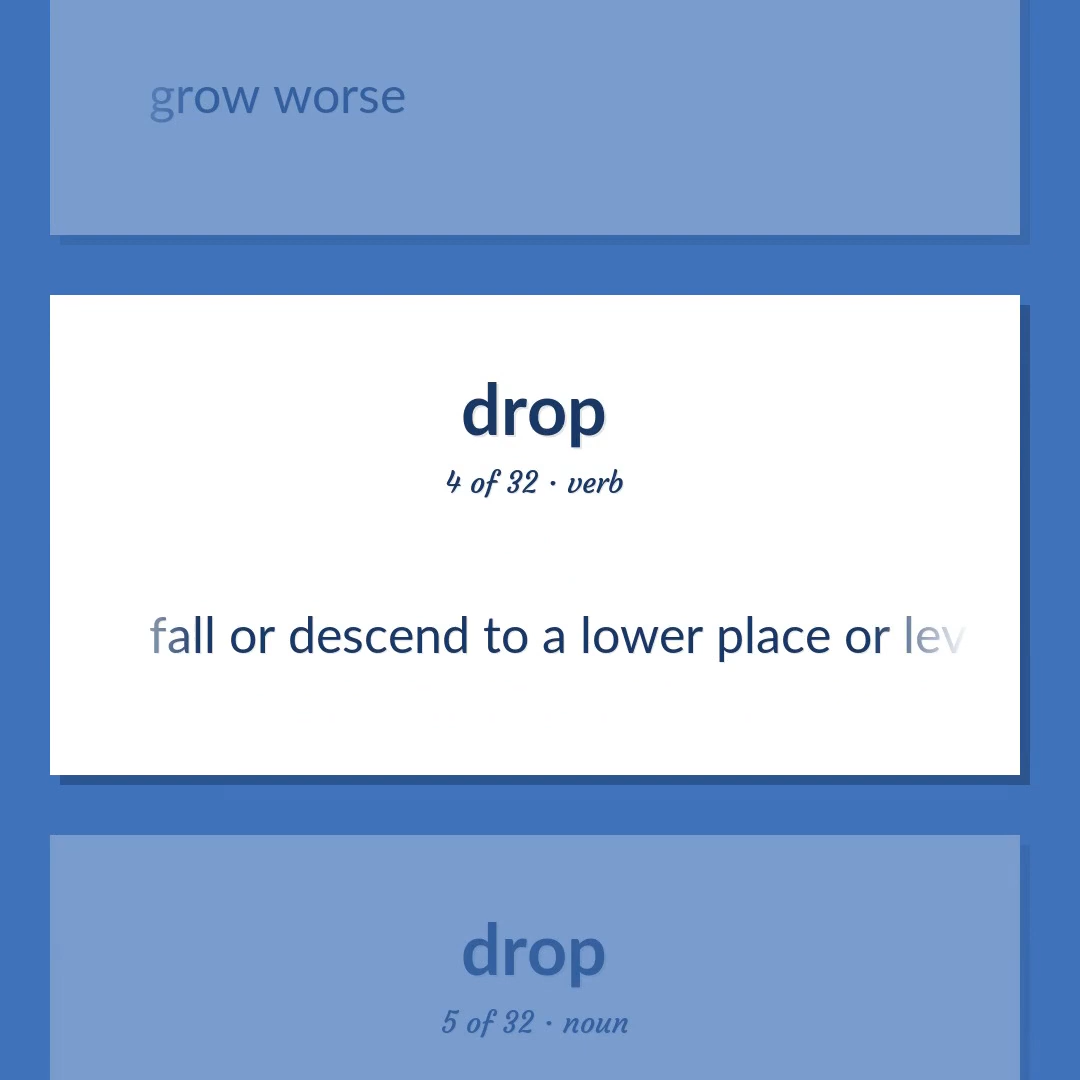 grow worse
drop
4 of 32 · verb
fall or descend to a lower place or lev
drop
5 of 32 · noun